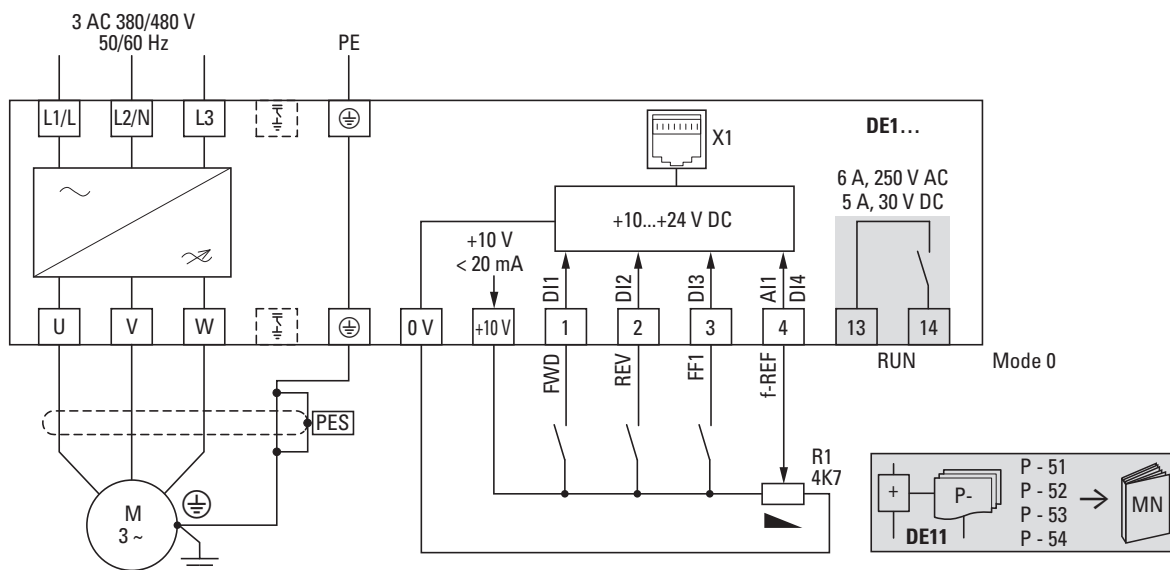 3 AC 380/480 V
50/60 Hz
PE
L1/L L2/N L3
X1
DE1...
6 A, 250 V AC
5 A, 30 V DC
+10...+24 V DC
+10 V
< 20 mA
DI1
DI2
DI3
AI1
DI4
U V W
0 V
+10 V
1 2 3 4
13 14
RUN
Mode 0
FWD
REV
FF1
f-REF
PES
R1
4K7
M
3 ~
+
P-
DE11
P - 51
P - 52
P - 53
P - 54
MN